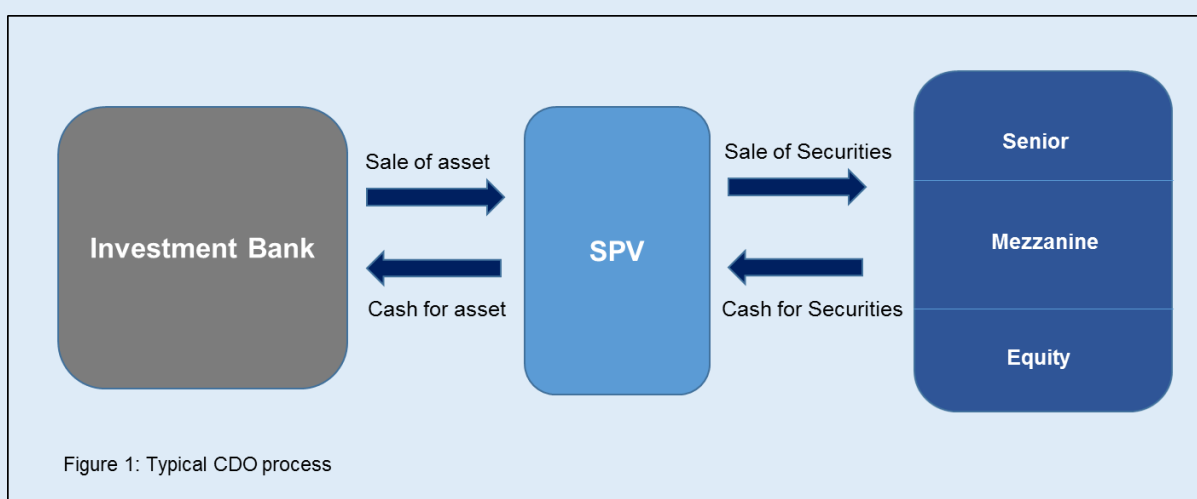 Investment Bank
Sale of asset
Cash for asset
SPV
Sale of Securities
Cash for Securities
Senior
Mezzanine
Equity
Figure 1: Typical CDO process